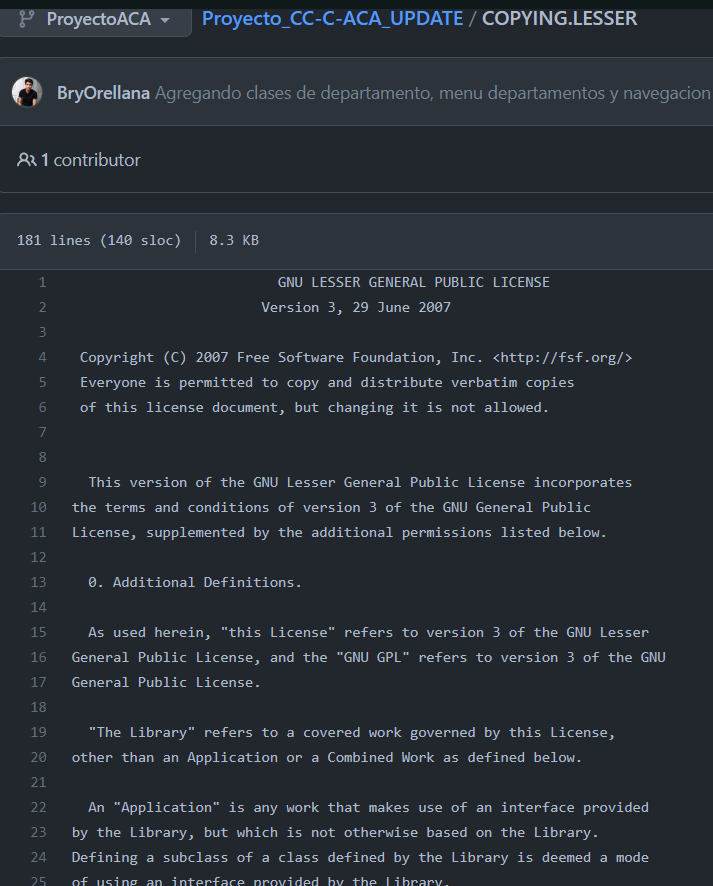 ProyectoACA Proyecto_CC-C-ACA_UPDATE / COPYING.LESSER
BryOrellana Agregando clases de departamento, menu departamentos y navegacion
1 contributor
181 lines (140 sloc) 8.3 KB
1 GNU LESSER GENERAL PUBLIC LICENSE
2 Version 3, 29 June 2007
3
4 Copyright (C) 2007 Free Software Foundation, Inc. <http://fsf.org/>
5 Everyone is permitted to copy and distribute verbatim copies
6 of this license document, but changing it is not allowed.
7
8
9 This version of the GNU Lesser General Public License incorporates
10 the terms and conditions of version 3 of the GNU General Public
11 License, supplemented by the additional permissions listed below.
12
13 0. Additional Definitions.
14
15 As used herein, "this License" refers to version 3 of the GNU Lesser
16 General Public License, and the "GNU GPL" refers to version 3 of the GNU
17 General Public License.
18
19 "The Library" refers to a covered work governed by this License,
20 other than an Application or a Combined Work as defined below.
21
22 An "Application" is any work that makes use of an interface provided
23 by the Library, but which is not otherwise based on the Library.
24 Defining a subclass of a class defined by the Library is deemed a mode
25 of using an interface provided by the Library.